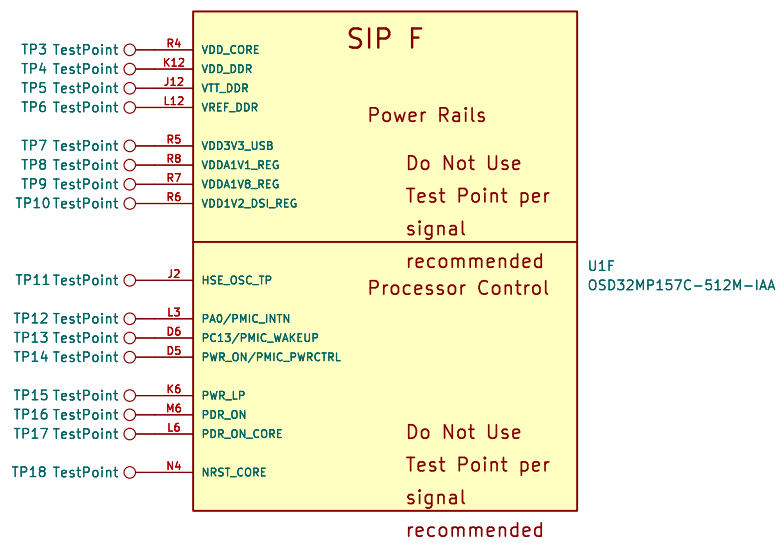 SIP F
TP3 TestPoint R4 VDD_CORE
TP4 TestPoint K12 VDD_DDR
TP5 TestPoint J12 VTT_DDR
TP6 TestPoint L12 VREF_DDR
Power Rails
TP7 TestPoint R5 VDD3V3_USB
TP8 TestPoint R8 VDDA1V1_REG
TP9 TestPoint R7 VDDA1V8_REG
TP10 TestPoint R6 VDD1V2_DSI_REG
Do Not Use
Test Point per
signal
recommended
U1F
OSD32MP157C-512M-IAA
Processor Control
TP11 TestPoint J2 HSE_OSC_TP
TP12 TestPoint L3 PA0/PMIC_INTN
TP13 TestPoint D6 PC13/PMIC_WAKEUP
TP14 TestPoint D5 PWR_ON/PMIC_PWRCTRL
TP15 TestPoint K6 PWR_LP
TP16 TestPoint M6 PDR_ON
TP17 TestPoint L6 PDR_ON_CORE
TP18 TestPoint N4 NRST_CORE
Do Not Use
Test Point per
signal
recommended